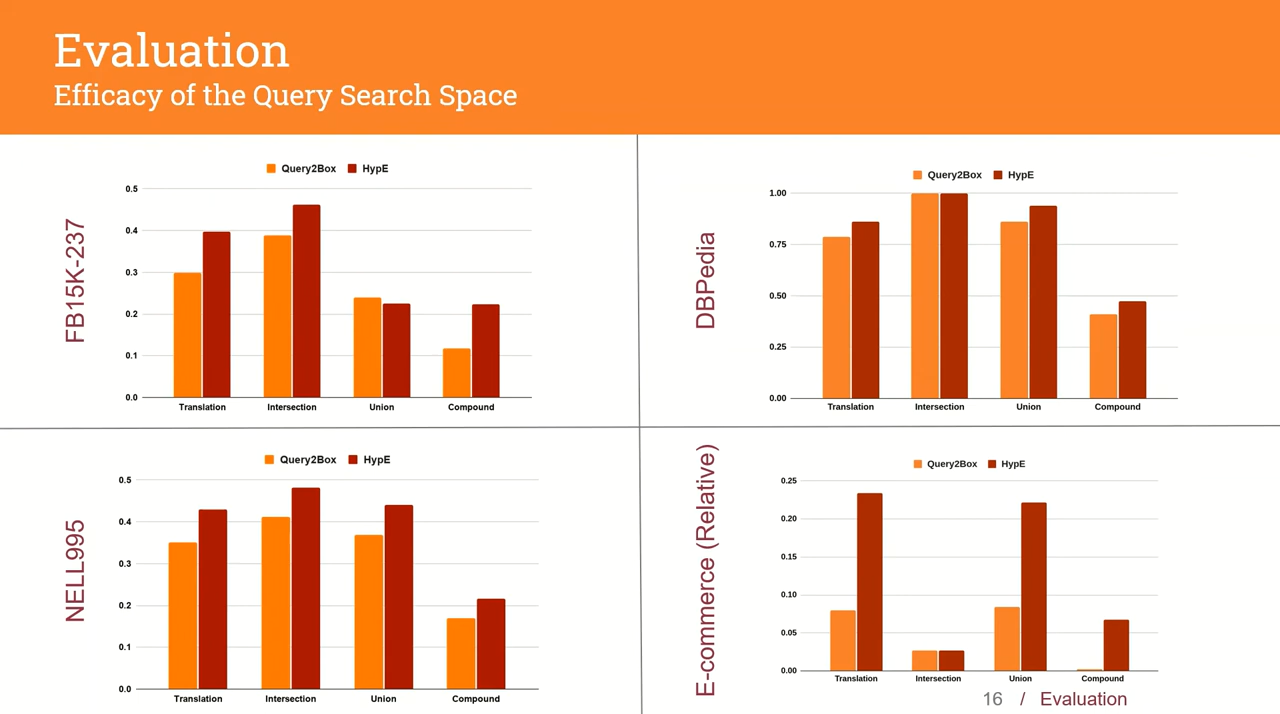 Evaluation
Efficacy of the Query Search Space
FB15K-237
Query2Box HypE
0.5
0.4
0.3
0.2
0.1
0.0
Translation Intersection Union Compound
DBPedia
Query2Box HypE
1.00
0.75
0.50
0.25
0.00
Translation Intersection Union Compound
NELL995
Query2Box HypE
0.5
0.4
0.3
0.2
0.1
0.0
Translation Intersection Union Compound
E-commerce (Relative)
Query2Box HypE
0.25
0.20
0.15
0.10
0.05
0.00
Translation Intersection Union Compound
16 / Evaluation